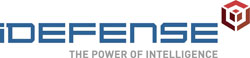 iDEFENSE
THE POWER OF INTELLIGENCE